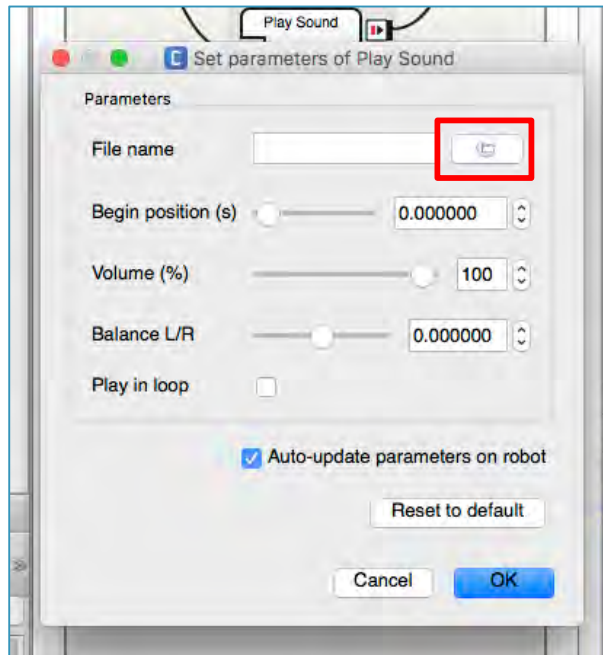 Play Sound
Set parameters of Play Sound
Parameters
File name
Begin position (s) 0.000000
Volume (%) 100
Balance L/R 0.000000
Play in loop
Auto-update parameters on robot
Reset to default
Cancel OK